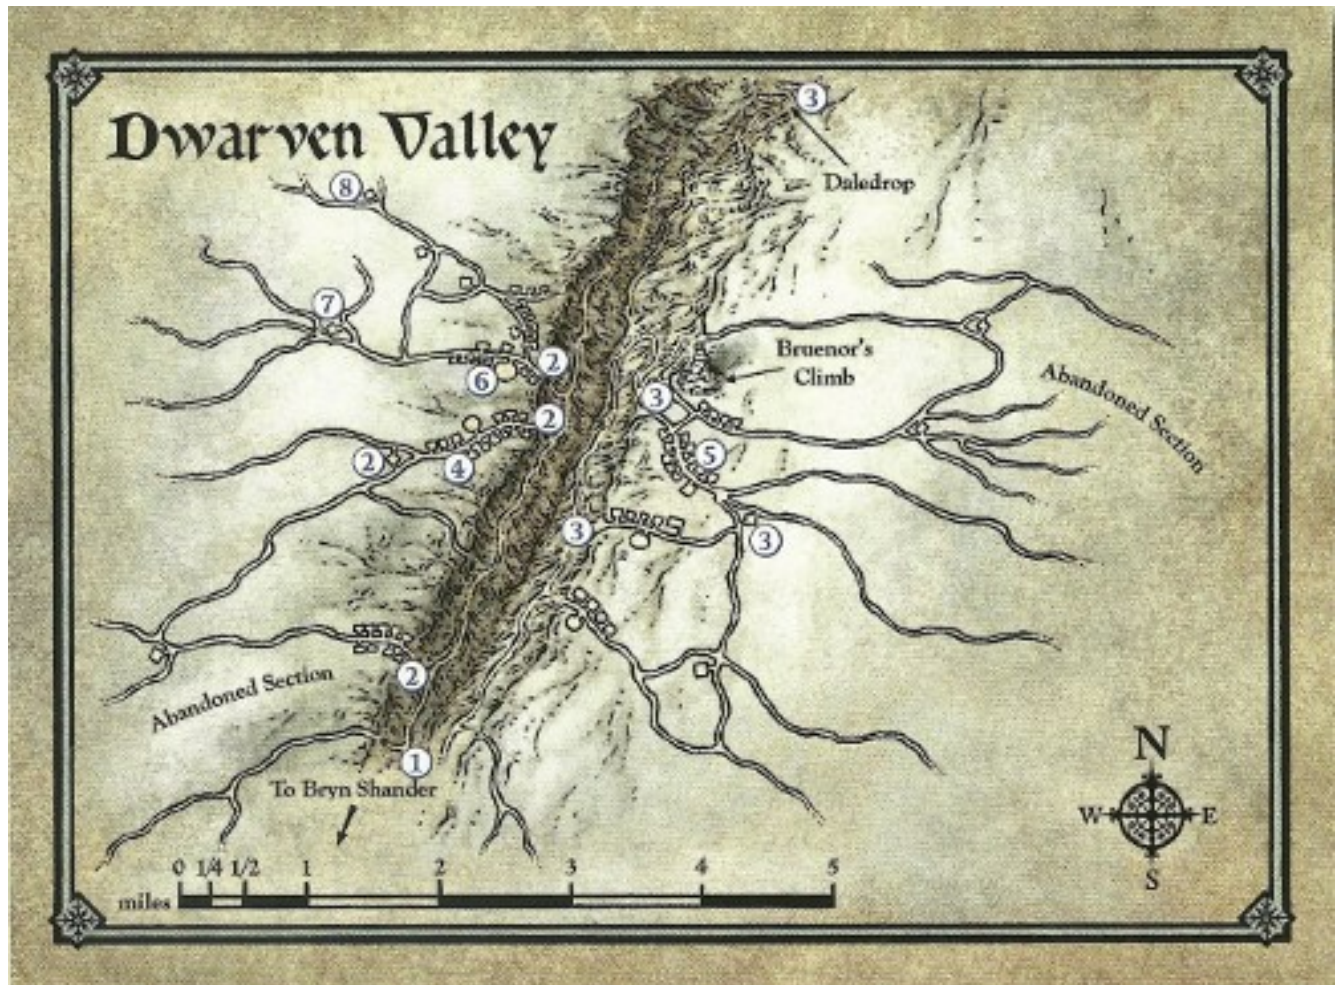 Dwarven Valley
3
Daledrop
8
7
Bruenor's
Climb
2
6
3
Abandoned Section
2
2
4
5
3
3
2
Abandoned Section
1
To Bryn Shander
N
W E
S
0 1/4 1/2 1 2 3 4 5
miles